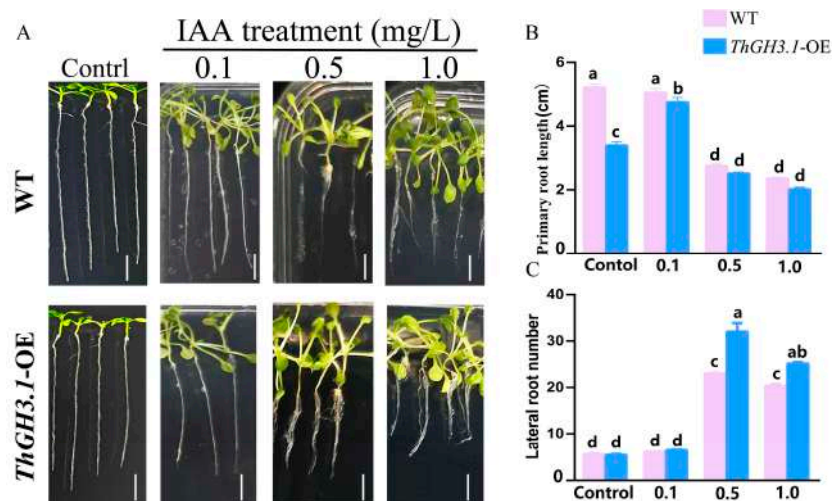 A
IAA treatment (mg/L)
Contrl 0.1 0.5 1.0
WT
ThGH3.1-OE
B
WT
ThGH3.1-OE
Primary root length(cm)
6
4
2
0
a c a b d d d d
Contol 0.1 0.5 1.0
C
Lateral root number
40
30
20
10
0
d d d d c a c ab
Control 0.1 0.5 1.0